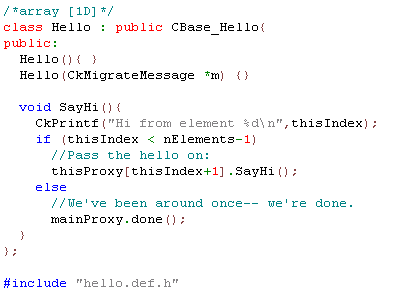 /*array [1D]*/
class Hello : public CBase_Hello{
public:
  Hello(){ }
  Hello(CkMigrateMessage *m) {}

  void SayHi(){
    CkPrintf("Hi from element %d\n",thisIndex);
    if (thisIndex < nElements-1)
      //Pass the hello on:
      thisProxy[thisIndex+1].SayHi();
    else
      //We've been around once-- we're done.
      mainProxy.done();
  }
};

#include "hello.def.h"